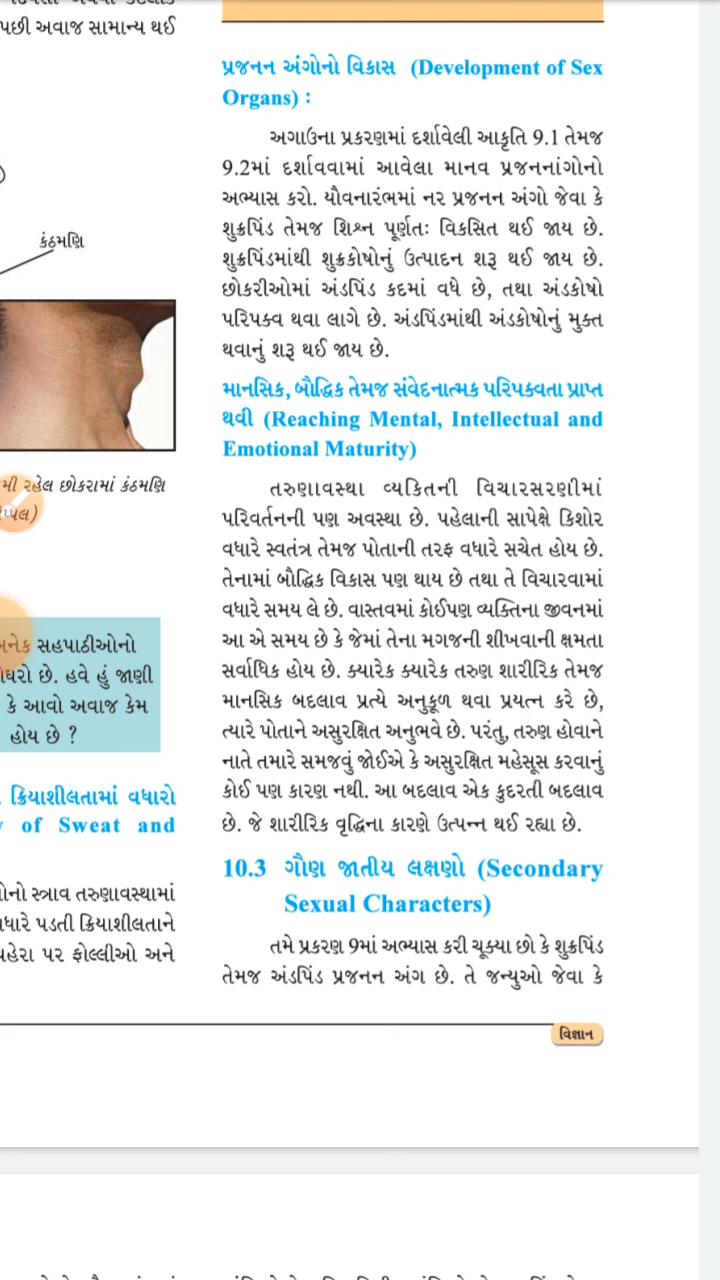 પછી અવાજ સામાન્ય થઈ
કંઠમણિ
મી રહેલ છોકરામાં કંઠમણિ
સહપાઠીઓનો
છે. હવે હું જાણી
કે આવો અવાજ કેમ
હોય છે ?
ક્રિયાશીલતામાં વધારો
of Sweat and
સ્ત્રાવ તરુણાવસ્થામાં
પડતી ક્રિયાશીલતાને
પર ફોલ્લીઓ અને
પ્રજનન અંગોનો વિકાસ (Development of Sex
Organs) :
અગાઉના પ્રકરણમાં દર્શાવેલી આકૃતિ 9.1 તેમજ
9.2માં દર્શાવવામાં આવેલા માનવ પ્રજનનાંગોનો
અભ્યાસ કરો. યૌવનારંભમાં નર પ્રજનન અંગો જેવા કે
શુક્રપિંડ તેમજ શિશ્ન પૂર્ણતઃ વિકસિત થઈ જાય છે.
શુક્રપિંડમાંથી શુક્રકોષોનું ઉત્પાદન શરૂ થઈ જાય છે.
છોકરીઓમાં અંડપિંડ કદમાં વધે છે, તથા અંડકોષો
પરિપક્વ થવા લાગે છે. અંડપિંડમાંથી અંડકોષોનું મુક્ત
થવાનું શરૂ થઈ જાય છે.
માનસિક, બૌદ્ધિક તેમજ સંવેદનાત્મક પરિપક્વતા પ્રાપ્ત
થવી (Reaching Mental, Intellectual and
Emotional Maturity)
તરુણાવસ્થા વ્યકિતની વિચારસરણીમાં
પરિવર્તનની પણ અવસ્થા છે. પહેલાની સાપેક્ષે કિશોર
વધારે સ્વતંત્ર તેમજ પોતાની તરફ વધારે સચેત હોય છે.
તેનામાં બૌદ્ધિક વિકાસ પણ થાય છે તથા તે વિચારવામાં
વધારે સમય લે છે. વાસ્તવમાં કોઈપણ વ્યક્તિના જીવનમાં
આ એ સમય છે કે જેમાં તેના મગજની શીખવાની ક્ષમતા
સર્વાધિક હોય છે. ક્યારેક ક્યારેક તરુણ શારીરિક તેમજ
માનસિક બદલાવ પ્રત્યે અનુકૂળ થવા પ્રયત્ન કરે છે,
ત્યારે પોતાને અસુરક્ષિત અનુભવે છે. પરંતુ, તરુણ હોવાને
નાતે તમારે સમજવું જોઈએ કે અસુરક્ષિત મહેસૂસ કરવાનું
કોઈ પણ કારણ નથી. આ બદલાવ એક કુદરતી બદલાવ
છે. જે શારીરિક વૃદ્ધિના કારણે ઉત્પન્ન થઈ રહ્યા છે.
10.3 ગૌણ જાતીય લક્ષણો (Secondary
Sexual Characters)
તમે પ્રકરણ 9માં અભ્યાસ કરી ચૂક્યા છો કે શુક્રપિંડ
તેમજ અંડપિંડ પ્રજનન અંગ છે. તે જન્યુઓ જેવા કે
વિજ્ઞાન